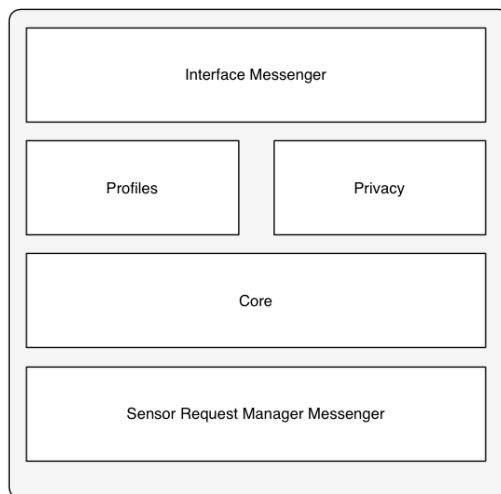 Interface Messenger
Profiles
Privacy
Core
Sensor Request Manager Messenger